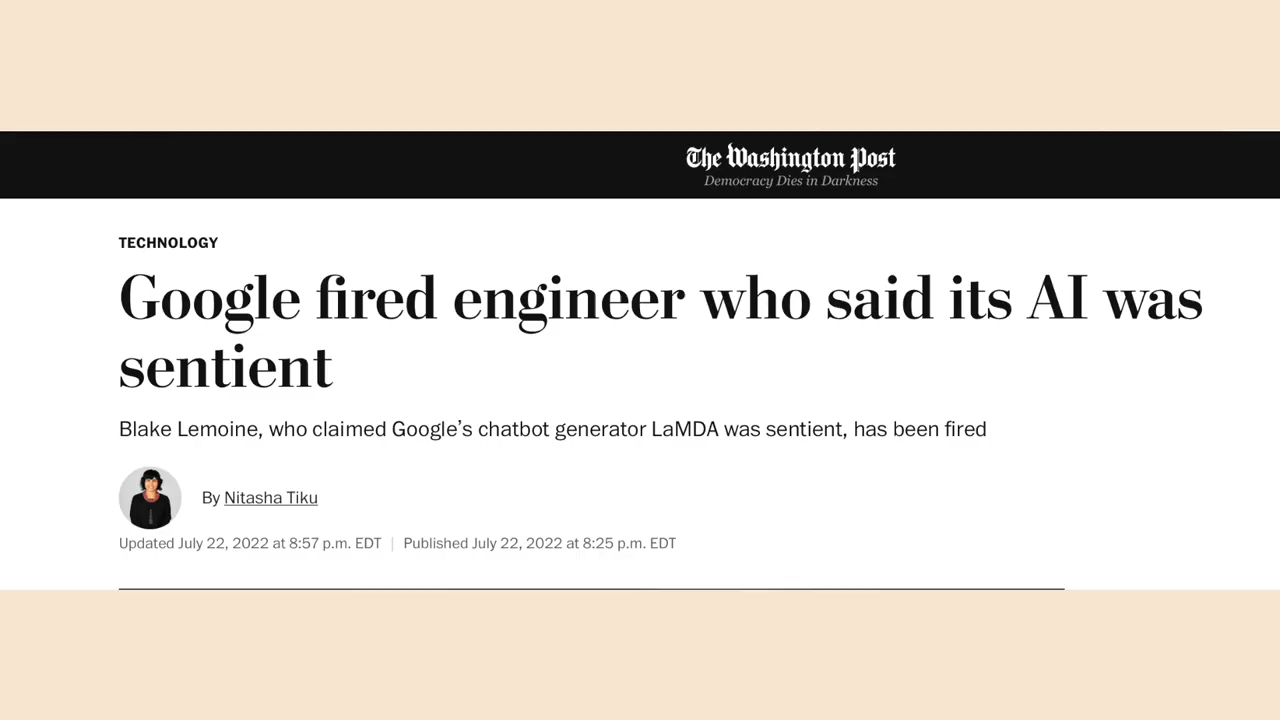 The Washington Post
Democracy Dies in Darkness
TECHNOLOGY
Google fired engineer who said its AI was
sentient
Blake Lemoine, who claimed Google’s chatbot generator LaMDA was sentient, has been fired
By Nitasha Tiku
Updated July 22, 2022 at 8:57 p.m. EDT | Published July 22, 2022 at 8:25 p.m. EDT